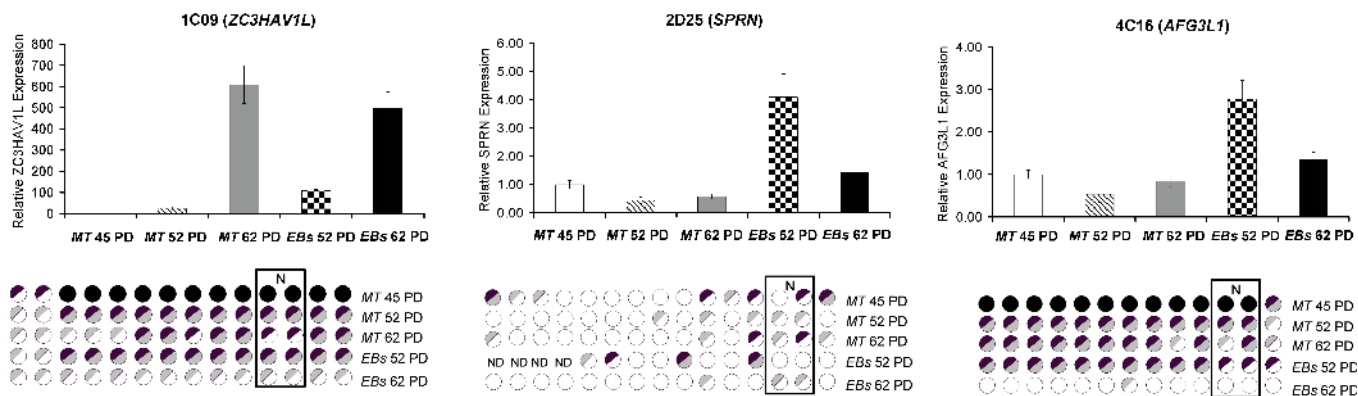 1C09 (ZC3HAV1L)
Relative ZC3HAV1L Expression
800
700
600
500
400
300
200
100
0
MT 45 PD
MT 52 PD
MT 62 PD
EBs 52 PD
EBs 62 PD
N
MT 45 PD
MT 52 PD
MT 62 PD
EBs 52 PD
EBs 62 PD
2D25 (SPRN)
Relative SPRN Expression
6.00
5.00
4.00
3.00
2.00
1.00
0.00
MT 45 PD
MT 52 PD
MT 62 PD
EBs 52 PD
EBs 62 PD
N
MT 45 PD
MT 52 PD
MT 62 PD
ND ND ND ND
EBs 52 PD
EBs 62 PD
4C16 (AFG3L1)
Relative AFG3L1 Expression
4.00
3.00
2.00
1.00
0.00
MT 45 PD
MT 52 PD
MT 62 PD
EBs 52 PD
EBs 62 PD
N
MT 45 PD
MT 52 PD
MT 62 PD
EBs 52 PD
EBs 62 PD